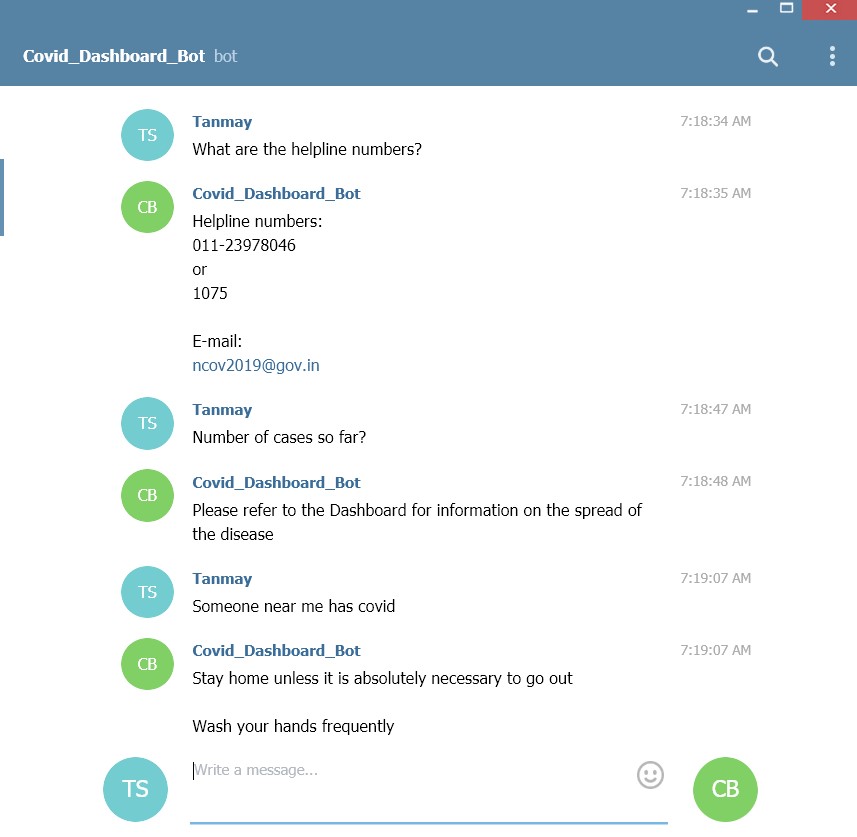 Covid_Dashboard_Bot bot
TS
Tanmay 7:18:34 AM
What are the helpline numbers?
CB
Covid_Dashboard_Bot 7:18:35 AM
Helpline numbers:
011-23978046
or
1075
E-mail:
ncov2019@gov.in
TS
Tanmay 7:18:47 AM
Number of cases so far?
CB
Covid_Dashboard_Bot 7:18:48 AM
Please refer to the Dashboard for information on the spread of
the disease
TS
Tanmay 7:19:07 AM
Someone near me has covid
CB
Covid_Dashboard_Bot 7:19:07 AM
Stay home unless it is absolutely necessary to go out
Wash your hands frequently
TS
Write a message...
CB